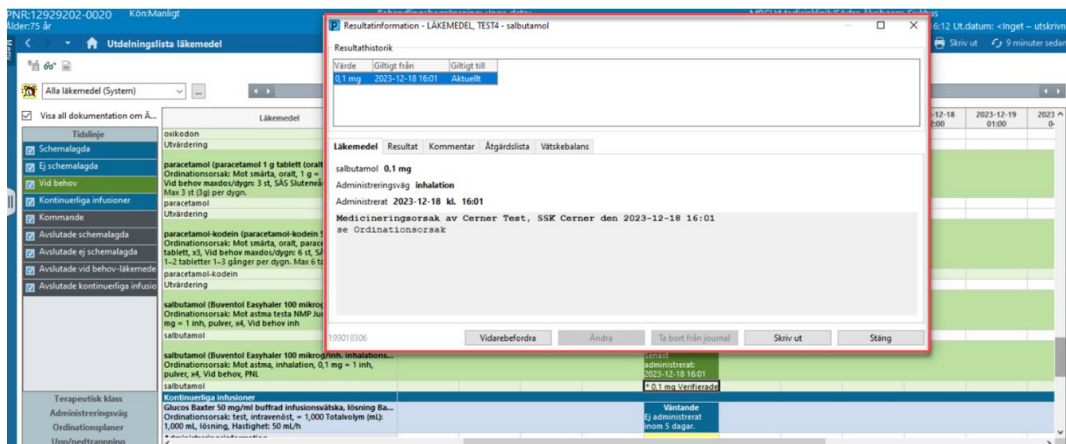 PNR:12929202-0020 Kön:Manligt
Ålder:75 år
6:12 Ut.datum: <Inget – utskrivn
Meny
Utdelningslista läkemedel
Skriv ut 9 minuter sedan
Alla läkemedel (System) ...
Visa all dokumentation om Ä...
Läkemedel
-12-18
2:00
2023-12-19
01:00
2023
0
Tidslinje
Schemalagda
Ej schemalagda
Vid behov
Kontinuerliga infusioner
Kommande
Avslutade schemalagda
Avslutade ej schemalagda
Avslutade vid behov-läkemede
Avslutade kontinuerliga infusio
Terapeutisk klass
Administreringsväg
Ordinationsplaner
Upp/nedtrappning
oxikodon
Utvärdering
paracetamol (paracetamol 1 g tablett (oralt
Ordinationsorsak: Mot smärta, oralt, 1 g =
Vid behov maxdos/dygn: 3 st, SÄS Slutenvår
Max 3 st (3g) per dygn.
paracetamol
Utvärdering
paracetamol-kodein (paracetamol-kodein 5
Ordinationsorsak: Mot smärta, oralt, parace
tablett, x3, Vid behov maxdos/dygn: 6 st, SÄ
1–2 tabletter 1–3 gånger per dygn. Max 6 ta
paracetamol-kodein
Utvärdering
salbutamol (Buventol Easyhaler 100 mikrog
Ordinationsorsak: Mot astma testa NMP Jun
mg = 1 inh, pulver, x4, Vid behov inh
salbutamol
salbutamol (Buventol Easyhaler 100 mikrog/inh. inhalations...
Ordinationsorsak: Mot astma, inhalation, 0,1 mg = 1 inh,
pulver, x4, Vid behov, PNL
salbutamol
Senast
administrerat:
2023-12-18 16:01
* 0,1 mg Verifierade
Kontinuerliga infusioner
Glucos Baxter 50 mg/ml buffrad infusionsvätska, lösning Ba...
Ordinationsorsak: test, intravenöst, = 1,000 Totalvolym (mL):
1,000 mL, lösning, Hastighet: 50 mL/h
Administreringsinformation
Väntande
Ej administrerat
inom 5 dagar.
Resultatinformation - LÄKEMEDEL, TEST4 - salbutamol
Resultathistorik
Värde Giltigt från Giltigt till
0,1 mg 2023-12-18 16:01 Aktuellt
Läkemedel Resultat Kommentar Åtgärdslista Vätskebalans
salbutamol 0,1 mg
Administreringsväg inhalation
Administrerat 2023-12-18 kl. 16:01
Medicineringsorsak av Cerner Test, SSK Cerner den 2023-12-18 16:01
se Ordinationsorsak
199018306 Vidarebefordra Ändra Ta bort från journal Skriv ut Stäng